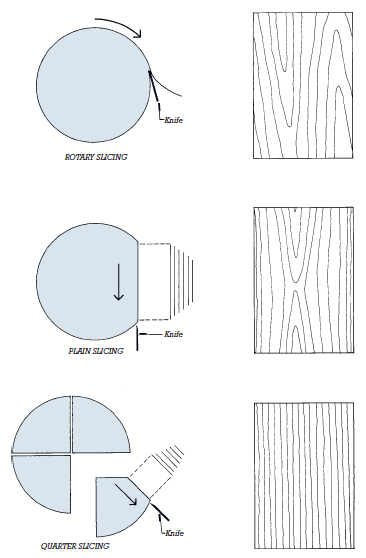 Knife
ROTARY SLICING
Knife
PLAIN SLICING
Knife
QUARTER SLICING